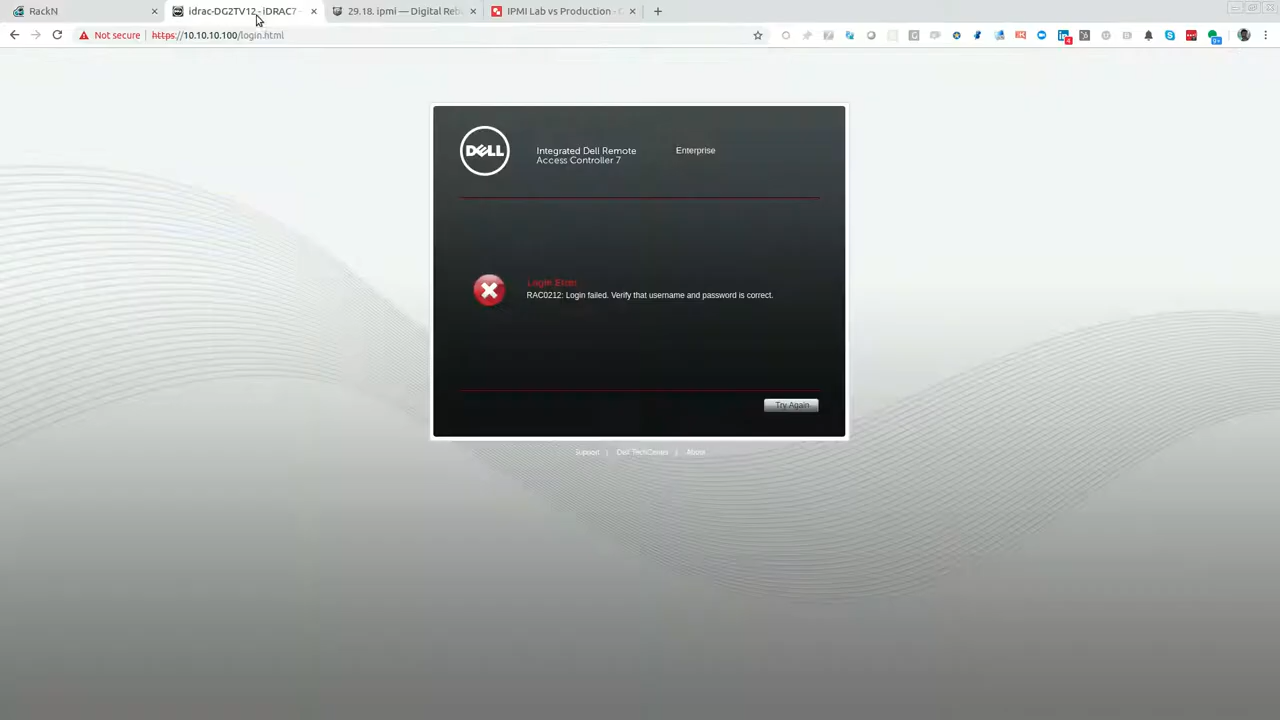 RackN
idrac-DG2TV12 - iDRAC7 -
29.18. ipmi — Digital Reb
IPMI Lab vs Production - C
Not secure
https://10.10.10.100/login.html
DELL
Integrated Dell Remote
Access Controller 7
Enterprise
Login Error
RAC0212: Login failed. Verify that username and password is correct.
Try Again
Support | Dell TechCenter | About